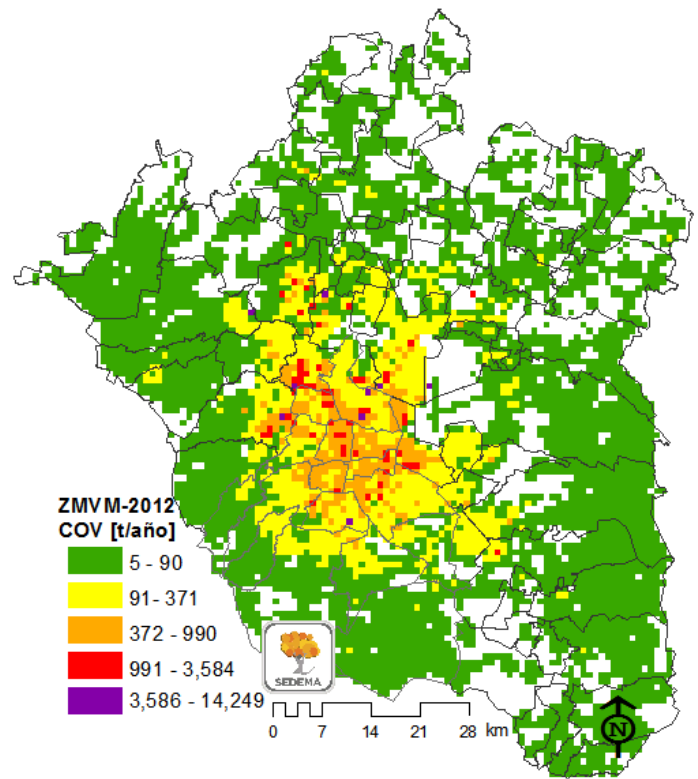 ZMVM-2012
COV [t/año]
5 - 90
91- 371
372 - 990
991 - 3,584
3,586 - 14,249
SEDEMA
0 7 14 21 28 km
N